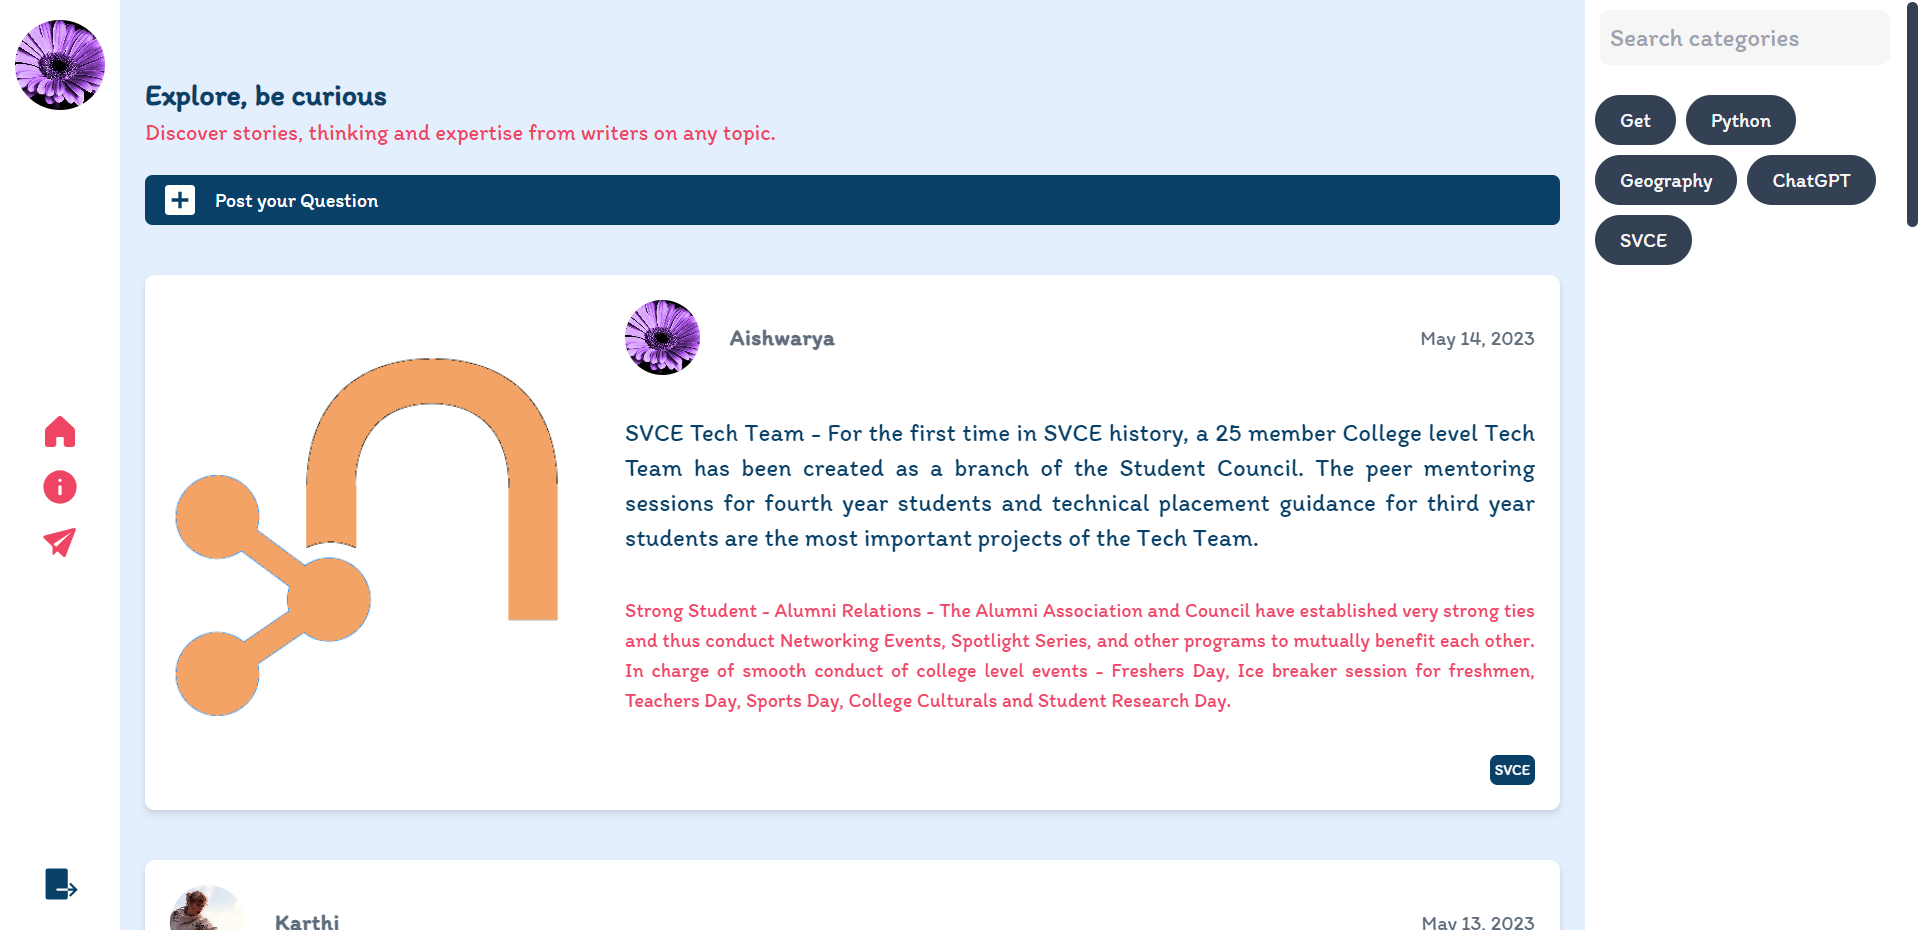 Explore, be curious
Discover stories, thinking and expertise from writers on any topic.
Post your Question
Aishwarya
May 14, 2023
SVCE Tech Team - For the first time in SVCE history, a 25 member College level Tech
Team has been created as a branch of the Student Council. The peer mentoring
sessions for fourth year students and technical placement guidance for third year
students are the most important projects of the Tech Team.
Strong Student - Alumni Relations - The Alumni Association and Council have established very strong ties
and thus conduct Networking Events, Spotlight Series, and other programs to mutually benefit each other.
In charge of smooth conduct of college level events - Freshers Day, Ice breaker session for freshmen,
Teachers Day, Sports Day, College Culturals and Student Research Day.
SVCE
Karthi
May 13, 2023
Search categories
Get
Python
Geography
ChatGPT
SVCE